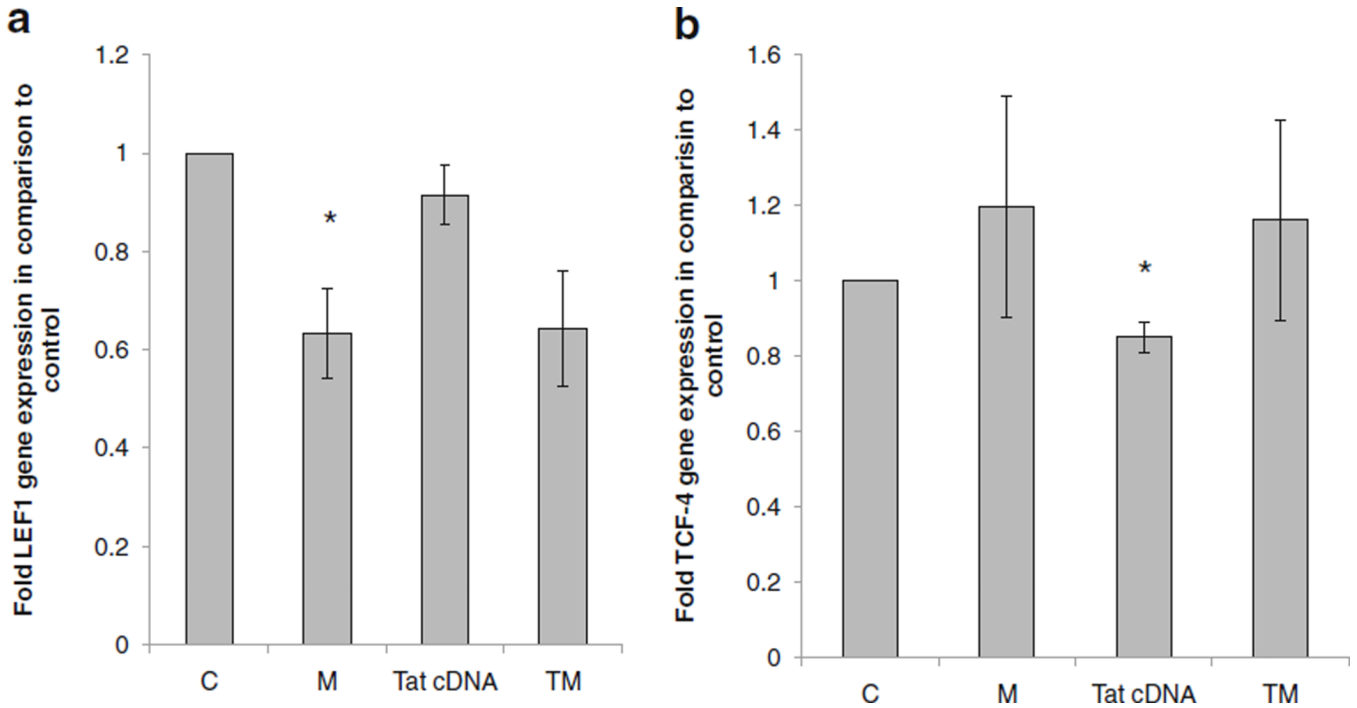 a
Fold LEF1 gene expression in comparison to
control
1.2
1
0.8
0.6
0.4
0.2
0
*
C M Tat cDNA TM
b
Fold TCF-4 gene expression in comparisin to
control
1.6
1.4
1.2
1
0.8
0.6
0.4
0.2
0
*
C M Tat cDNA TM